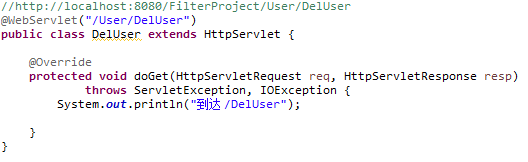 //http://localhost:8080/FilterProject/User/DelUser
@WebServlet("/User/DelUser")
public class DelUser extends HttpServlet {
@Override
protected void doGet(HttpServletRequest req, HttpServletResponse resp)
throws ServletException, IOException {
System.out.println("到达 /DelUser");
}
}